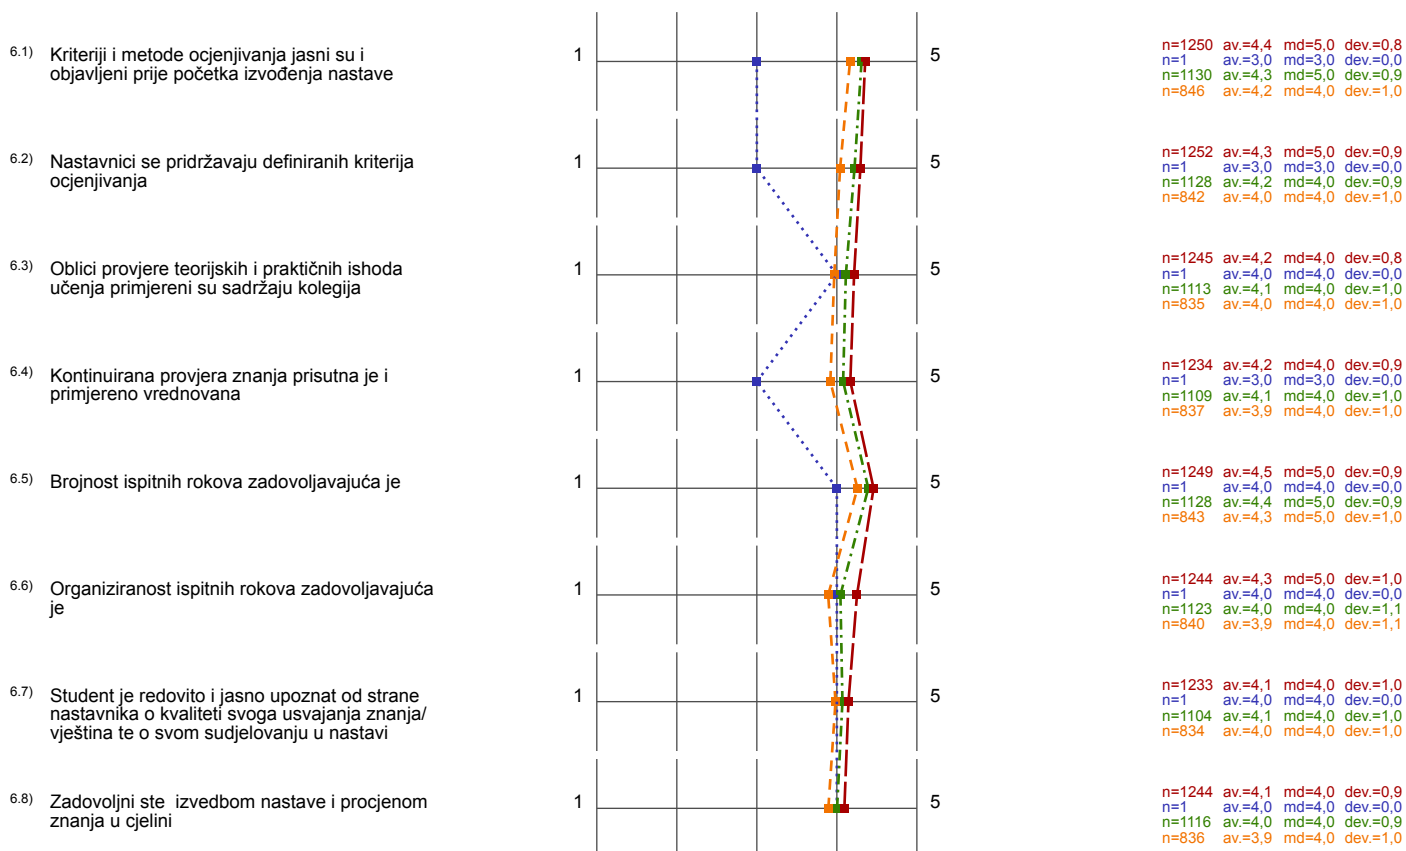 6.1) Kriteriji i metode ocjenjivanja jasni su i
objavljeni prije početka izvođenja nastave
1 5
n=1250 av.=4,4 md=5,0 dev.=0,8
n=1 av.=3,0 md=3,0 dev.=0,0
n=1130 av.=4,3 md=5,0 dev.=0,9
n=846 av.=4,2 md=4,0 dev.=1,0
6.2) Nastavnici se pridržavaju definiranih kriterija
ocjenjivanja
1 5
n=1252 av.=4,3 md=5,0 dev.=0,9
n=1 av.=3,0 md=3,0 dev.=0,0
n=1128 av.=4,2 md=4,0 dev.=0,9
n=842 av.=4,0 md=4,0 dev.=1,0
6.3) Oblici provjere teorijskih i praktičnih ishoda
učenja primjereni su sadržaju kolegija
1 5
n=1245 av.=4,2 md=4,0 dev.=0,8
n=1 av.=4,0 md=4,0 dev.=0,0
n=1113 av.=4,1 md=4,0 dev.=1,0
n=835 av.=4,0 md=4,0 dev.=1,0
6.4) Kontinuirana provjera znanja prisutna je i
primjereno vrednovana
1 5
n=1234 av.=4,2 md=4,0 dev.=0,9
n=1 av.=3,0 md=3,0 dev.=0,0
n=1109 av.=4,1 md=4,0 dev.=1,0
n=837 av.=3,9 md=4,0 dev.=1,0
6.5) Brojnost ispitnih rokova zadovoljavajuća je
1 5
n=1249 av.=4,5 md=5,0 dev.=0,9
n=1 av.=4,0 md=4,0 dev.=0,0
n=1128 av.=4,4 md=5,0 dev.=0,9
n=843 av.=4,3 md=5,0 dev.=1,0
6.6) Organiziranost ispitnih rokova zadovoljavajuća
je
1 5
n=1244 av.=4,3 md=5,0 dev.=1,0
n=1 av.=4,0 md=4,0 dev.=0,0
n=1123 av.=4,0 md=4,0 dev.=1,1
n=840 av.=3,9 md=4,0 dev.=1,1
6.7) Student je redovito i jasno upoznat od strane
nastavnika o kvaliteti svoga usvajanja znanja/
vještina te o svom sudjelovanju u nastavi
1 5
n=1233 av.=4,1 md=4,0 dev.=1,0
n=1 av.=4,0 md=4,0 dev.=0,0
n=1104 av.=4,1 md=4,0 dev.=1,0
n=834 av.=4,0 md=4,0 dev.=1,0
6.8) Zadovoljni ste izvedbom nastave i procjenom
znanja u cjelini
1 5
n=1244 av.=4,1 md=4,0 dev.=0,9
n=1 av.=4,0 md=4,0 dev.=0,0
n=1116 av.=4,0 md=4,0 dev.=0,9
n=836 av.=3,9 md=4,0 dev.=1,0